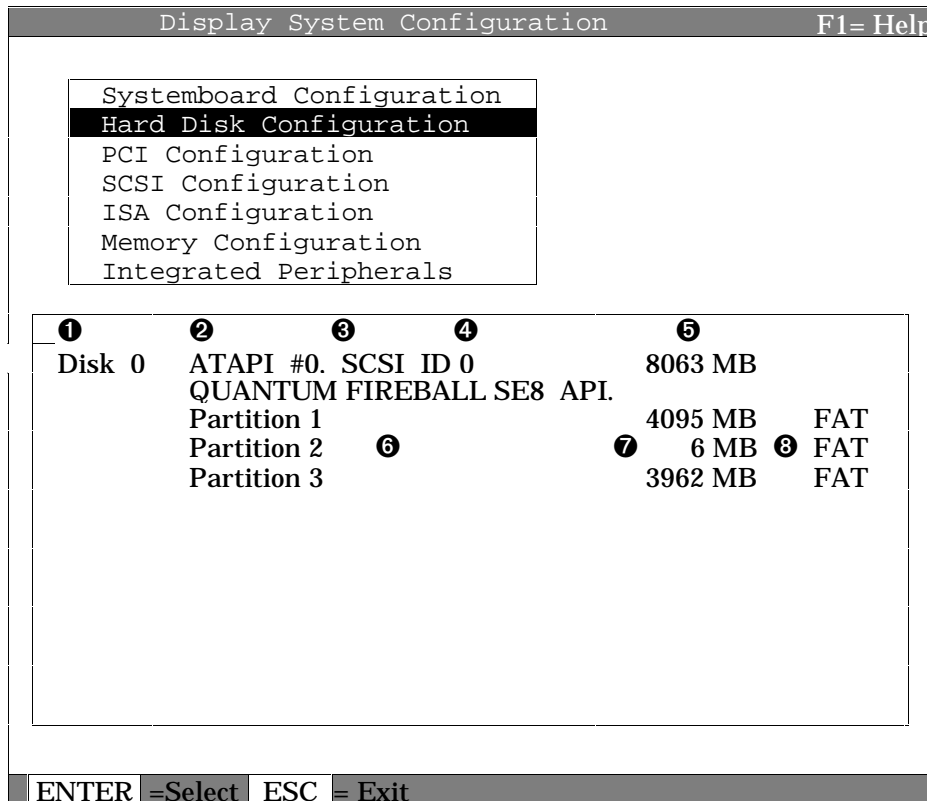 Display System Configuration F1= Help
Systemboard Configuration
Hard Disk Configuration
PCI Configuration
SCSI Configuration
ISA Configuration
Memory Configuration
Integrated Peripherals
❶ ❷ ❸ ❹ ❺
Disk 0 ATAPI #0. SCSI ID 0 8063 MB
QUANTUM FIREBALL SE8 API.
Partition 1 4095 MB FAT
Partition 2 ❻ ❼ 6 MB ❽ FAT
Partition 3 3962 MB FAT
ENTER =Select ESC = Exit